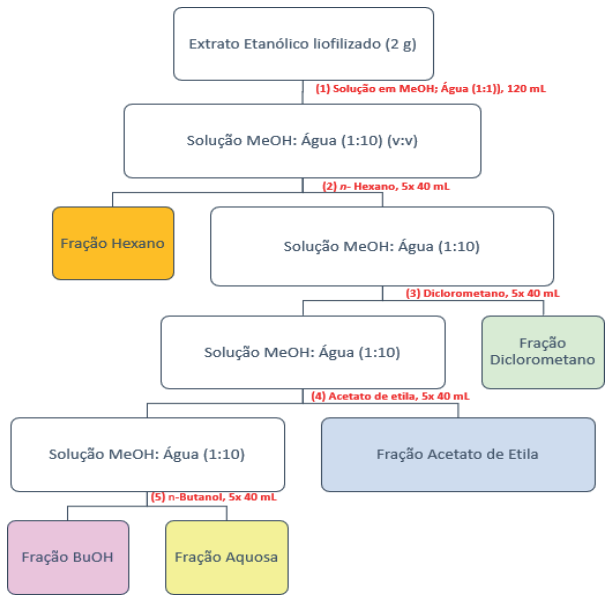 Extrato Etanólico liofilizado (2 g)
(1) Solução em MeOH; Água (1:1)], 120 mL
Solução MeOH: Água (1:10) (v:v)
(2) n- Hexano, 5x 40 mL
Fração Hexano
Solução MeOH: Água (1:10)
(3) Diclorometano, 5x 40 mL
Solução MeOH: Água (1:10)
Fração
Diclorometano
(4) Acetato de etila, 5x 40 mL
Solução MeOH: Água (1:10)
Fração Acetato de Etila
(5) n-Butanol, 5x 40 mL
Fração BuOH
Fração Aquosa